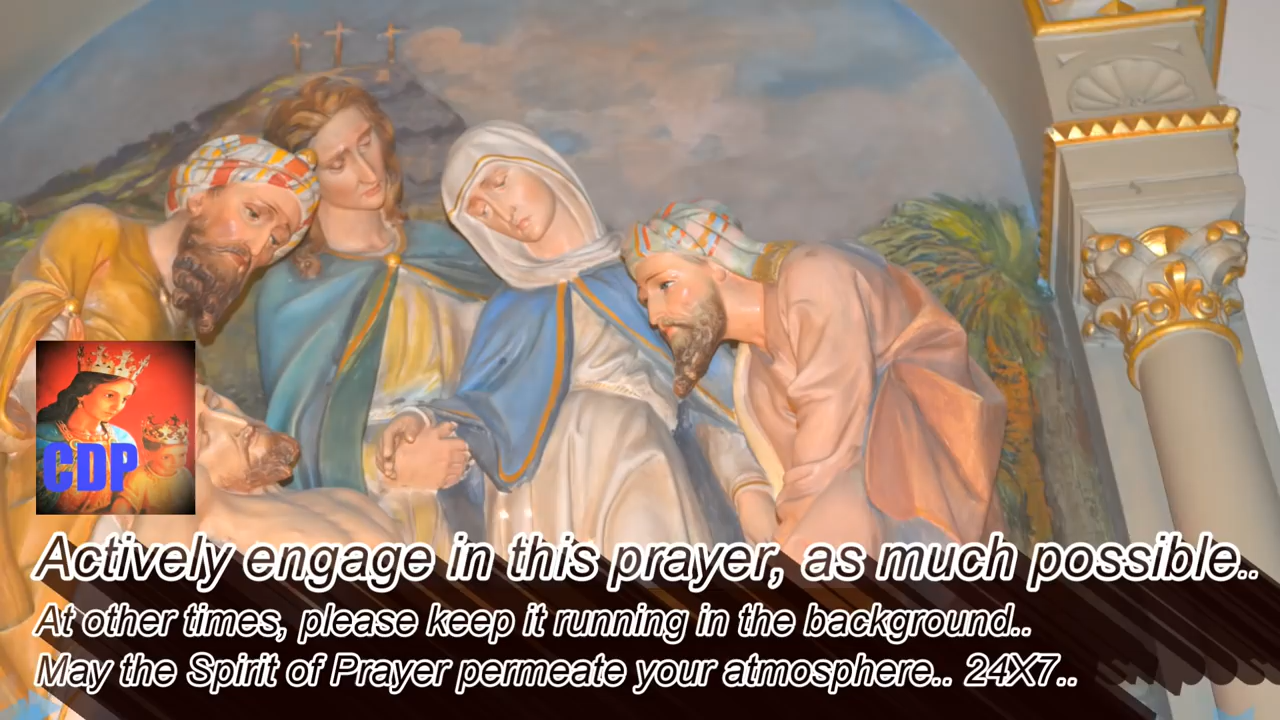 CDP
Actively engage in this prayer, as much possible..
At other times, please keep it running in the background..
May the Spirit of Prayer permeate your atmosphere.. 24X7..